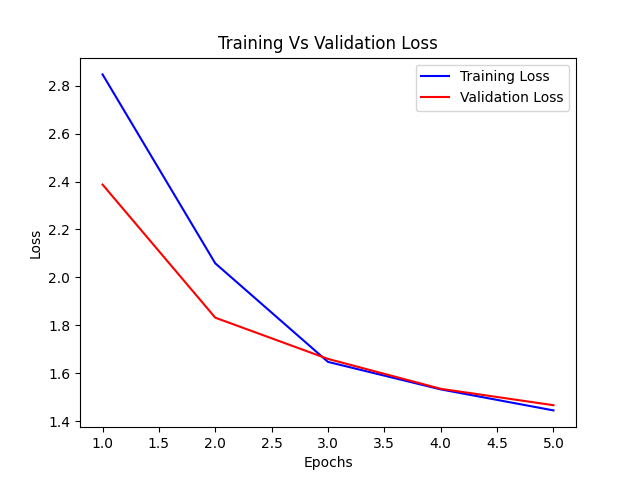 Training Vs Validation Loss
Training Loss
Validation Loss
2.8
2.6
2.4
2.2
2.0
1.8
1.6
1.4
Loss
1.0 1.5 2.0 2.5 3.0 3.5 4.0 4.5 5.0
Epochs